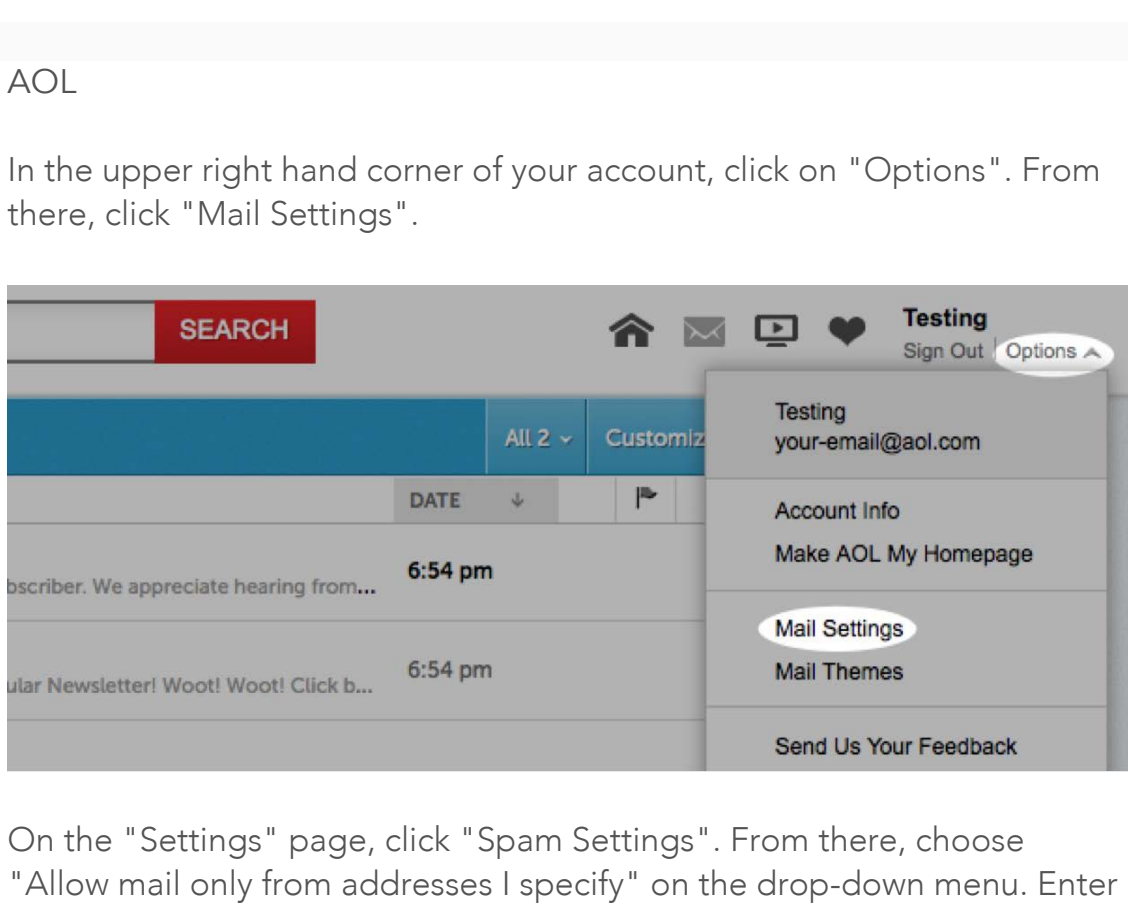 AOL
In the upper right hand corner of your account, click on "Options". From
there, click "Mail Settings".
SEARCH
Testing
Sign Out Options
Testing
your-email@aol.com
All 2
Customiz
DATE
Account Info
Make AOL My Homepage
bscriber. We appreciate hearing from...
6:54 pm
Mail Settings
Mail Themes
ular Newsletter! Woot! Woot! Click b...
6:54 pm
Send Us Your Feedback
On the "Settings" page, click "Spam Settings". From there, choose
"Allow mail only from addresses I specify" on the drop-down menu. Enter